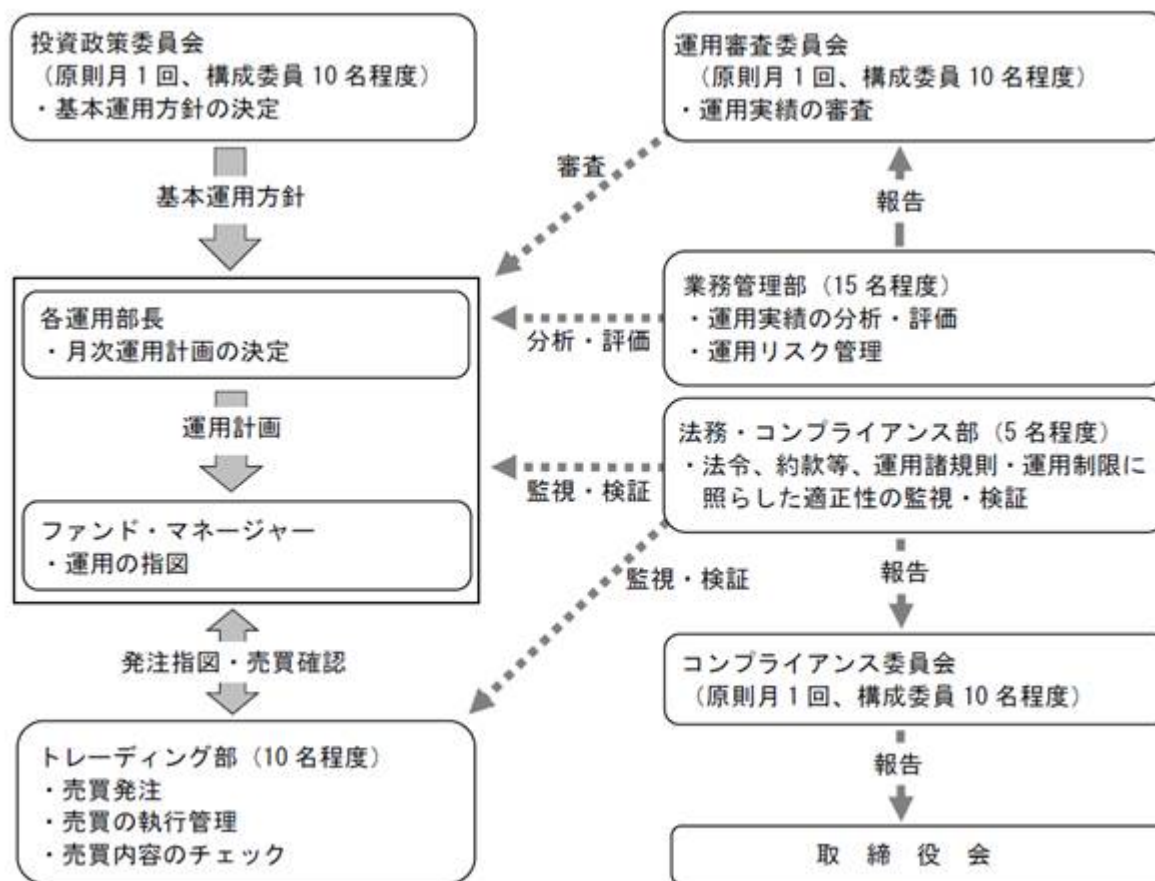 投資政策委員会
（原則月1回、構成委員10名程度）
・基本運用方針の決定
基本運用方針
各運用部長
・月次運用計画の決定
運用計画
ファンド・マネージャー
・運用の指図
発注指図・売買確認
トレーディング部（10名程度）
・売買発注
・売買の執行管理
・売買内容のチェック
運用審査委員会
（原則月1回、構成委員10名程度）
・運用実績の審査
審査
報告
業務管理部（15名程度）
・運用実績の分析・評価
・運用リスク管理
分析・評価
法務・コンプライアンス部（5名程度）
・法令、約款等、運用諸規則・運用制限に
照らした適正性の監視・検証
監視・検証
監視・検証
報告
コンプライアンス委員会
（原則月1回、構成委員10名程度）
報告
取 締 役 会